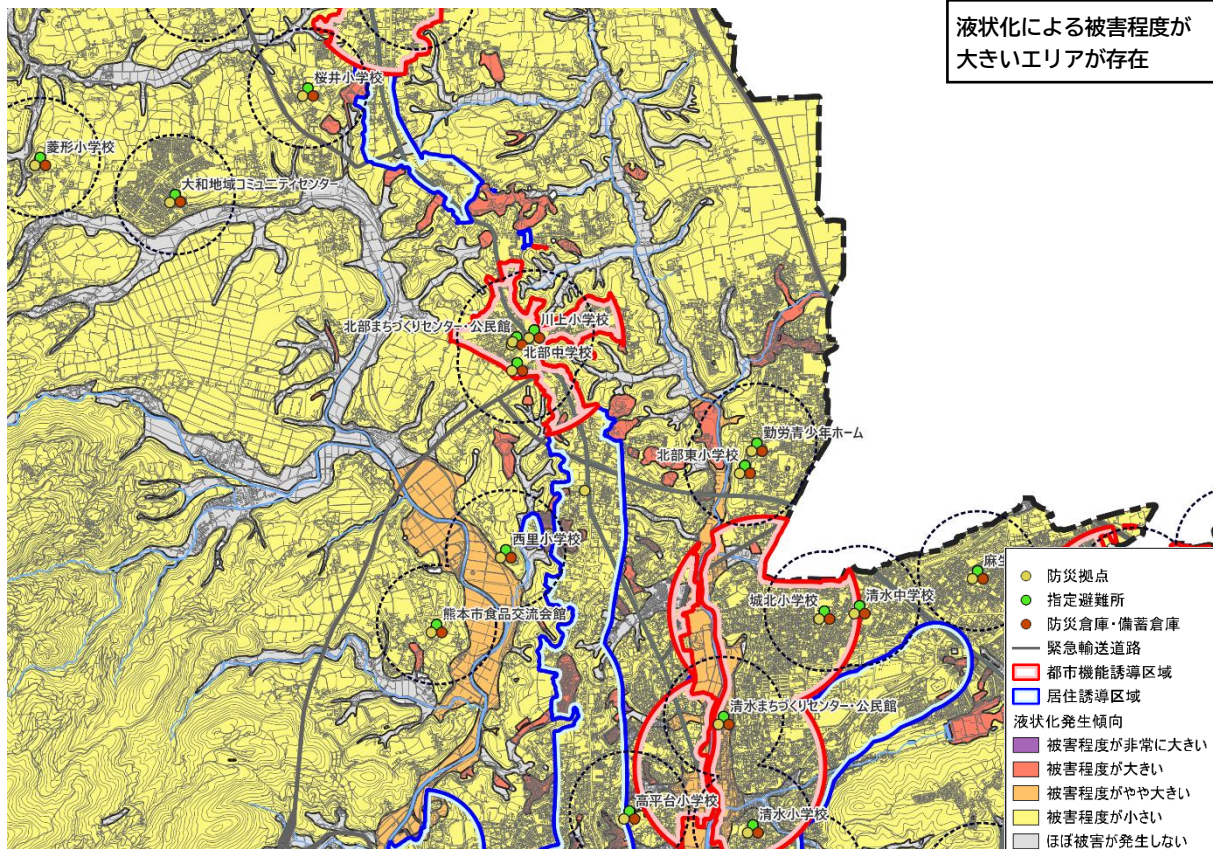 液状化による被害程度が
大きいエリアが存在
桜井小学校
菱形小学校
大和地域コミュニティセンター
川上小学校
北部まちづくりセンター・公民館
北部中学校
勤労青少年ホーム
北部東小学校
西里小学校
麻生
城北小学校
清水中学校
熊本市食品交流会館
清水まちづくりセンター・公民館
高平台小学校
清水小学校
防災拠点
指定避難所
防災倉庫・備蓄倉庫
緊急輸送道路
都市機能誘導区域
居住誘導区域
液状化発生傾向
被害程度が非常に大きい
被害程度が大きい
被害程度がやや大きい
被害程度が小さい
ほぼ被害が発生しない